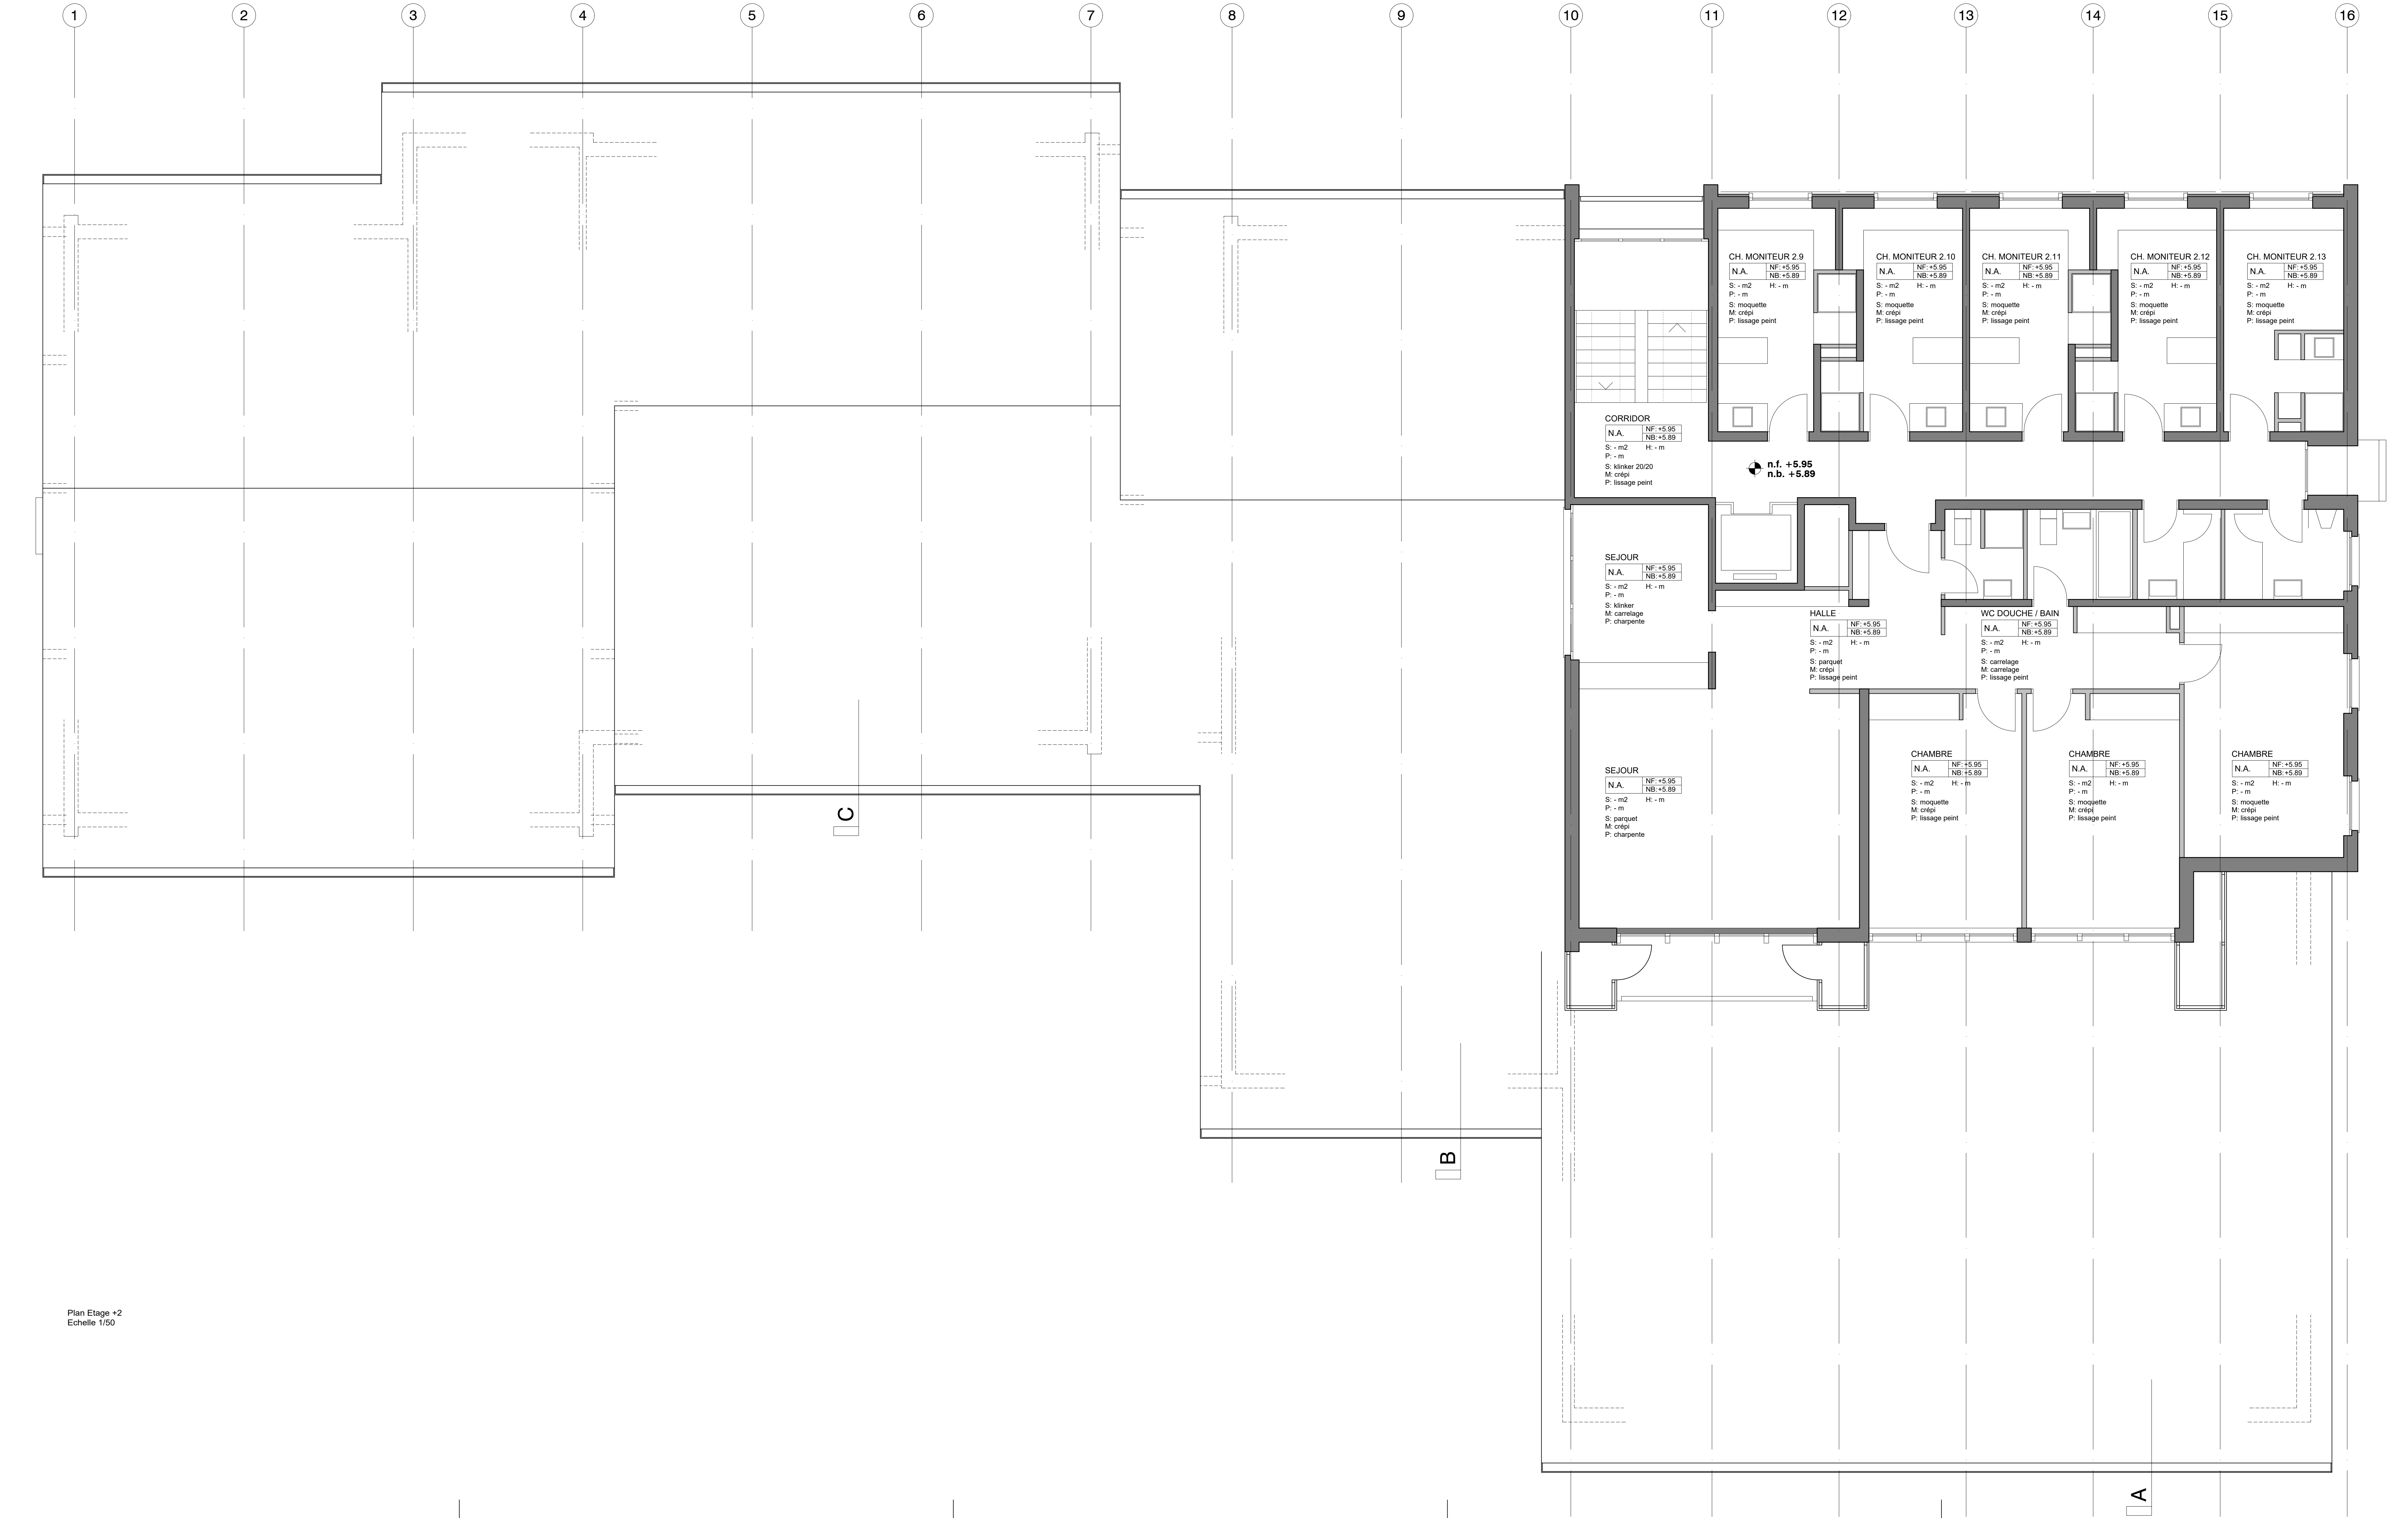 1 2 3 4 5 6 7 8 9 10 11 12 13 14 15 16
CH. MONITEUR 2.9
N.A.
NF: +5.95
NB: +5.89
S: - m2 H: - m
P: - m
S: moquette
M: crépi
P: lissage peint
CH. MONITEUR 2.10
N.A.
NF: +5.95
NB: +5.89
S: - m2 H: - m
P: - m
S: moquette
M: crépi
P: lissage peint
CH. MONITEUR 2.11
N.A.
NF: +5.95
NB: +5.89
S: - m2 H: - m
P: - m
S: moquette
M: crépi
P: lissage peint
CH. MONITEUR 2.12
N.A.
NF: +5.95
NB: +5.89
S: - m2 H: - m
P: - m
S: moquette
M: crépi
P: lissage peint
CH. MONITEUR 2.13
N.A.
NF: +5.95
NB: +5.89
S: - m2 H: - m
P: - m
S: moquette
M: crépi
P: lissage peint
CORRIDOR
N.A.
NF: +5.95
NB: +5.89
S: - m2 H: - m
P: - m
S: klinker 20/20
M: crépi
P: lissage peint
n.f. +5.95
n.b. +5.89
SEJOUR
N.A.
NF: +5.95
NB: +5.89
S: - m2 H: - m
P: - m
S: klinker
M: carrelage
P: charpente
HALLE
N.A.
NF: +5.95
NB: +5.89
S: - m2 H: - m
P: - m
S: parquet
M: crépi
P: lissage peint
WC DOUCHE / BAIN
N.A.
NF: +5.95
NB: +5.89
S: - m2 H: - m
P: - m
S: carrelage
M: carrelage
P: lissage peint
SEJOUR
N.A.
NF: +5.95
NB: +5.89
S: - m2 H: - m
P: - m
S: parquet
M: crépi
P: charpente
CHAMBRE
N.A.
NF: +5.95
NB: +5.89
S: - m2 H: - m
P: - m
S: moquette
M: crépi
P: lissage peint
CHAMBRE
N.A.
NF: +5.95
NB: +5.89
S: - m2 H: - m
P: - m
S: moquette
M: crépi
P: lissage peint
CHAMBRE
N.A.
NF: +5.95
NB: +5.89
S: - m2 H: - m
P: - m
S: moquette
M: crépi
P: lissage peint
C
B
A
Plan Etage +2
Echelle 1/50